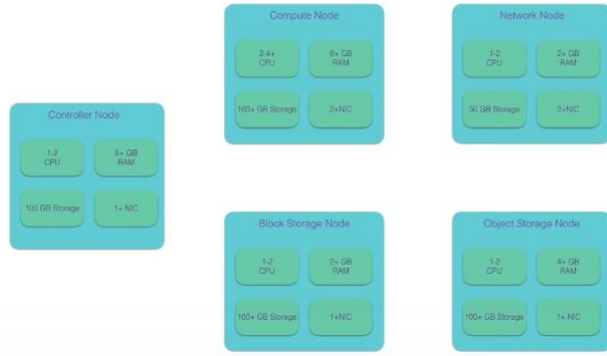 Compute Node
2-4+
CPU
8+ GB
RAM
100+ GB Storage
2+NIC
Network Node
1-2
CPU
2+ GB
RAM
50 GB Storage
2+NIC
Controller Node
1-2
CPU
8+ GB
RAM
100 GB Storage
1+ NIC
Block Storage Node
1-2
CPU
2+ GB
RAM
100+ GB Storage
1+NIC
Object Storage Node
1-2
CPU
4+ GB
RAM
100+ GB Storage
1+ NIC